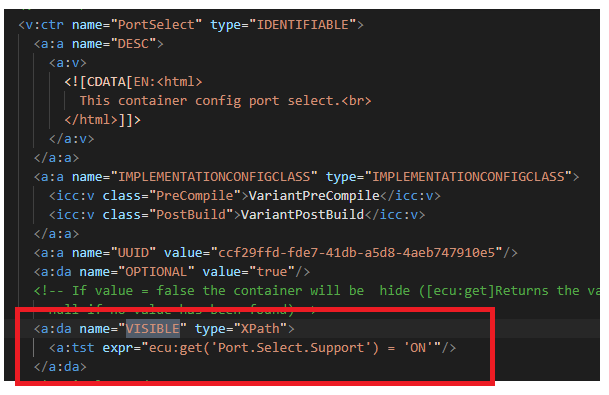 <v:ctr name="PortSelect" type="IDENTIFIABLE">
<a:a name="DESC">
<a:v>
<![CDATA[EN:<html>
This container config port select.<br>
</html>]]>
</a:v>
</a:a>
<a:a name="IMPLEMENTATIONCONFIGCLASS" type="IMPLEMENTATIONCONFIGCLASS">
<icc:v class="PreCompile">VariantPreCompile</icc:v>
<icc:v class="PostBuild">VariantPostBuild</icc:v>
</a:a>
<a:a name="UUID" value="ccf29ffd-fde7-41db-a5d8-4aeb747910e5"/>
<a:da name="OPTIONAL" value="true"/>
<!-- If value = false the container will be  hide ([ecu:get]Returns the va
null if no value has been found)
<a:da name="VISIBLE" type="XPath">
<a:tst expr="ecu:get('Port.Select.Support') = 'ON'"/>
</a:da>